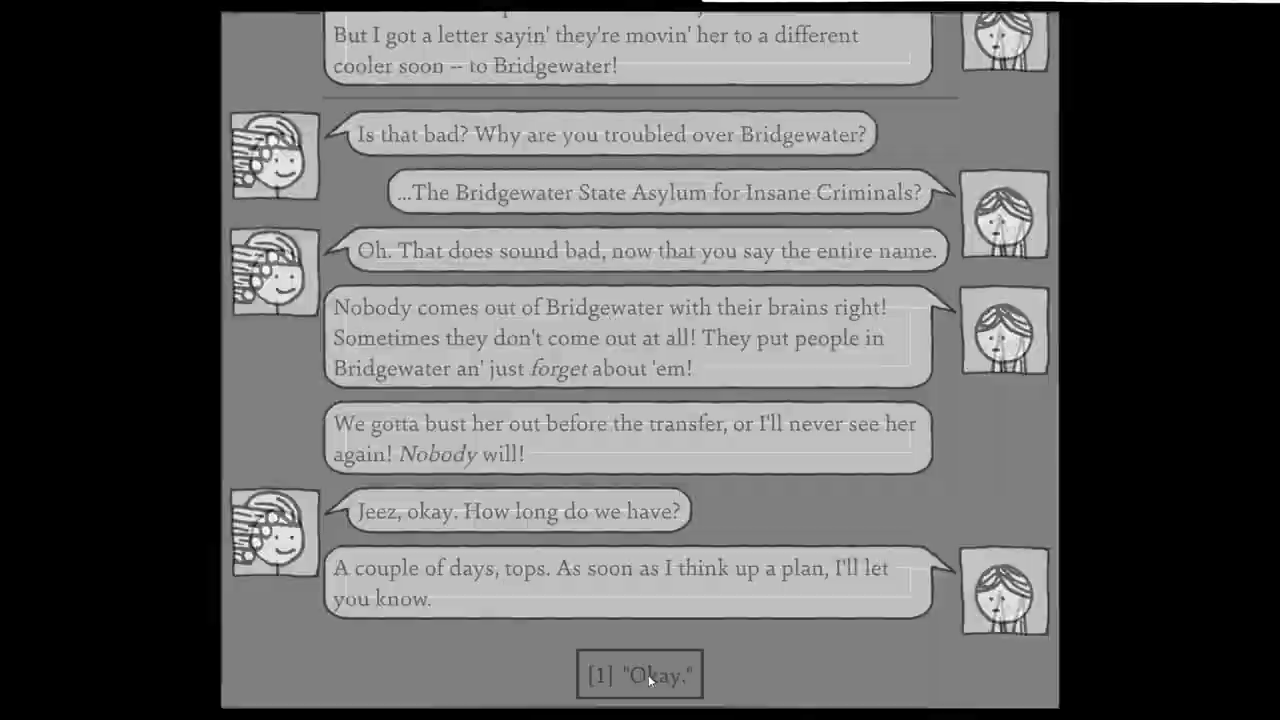 But I got a letter sayin' they're movin' her to a different
cooler soon -- to Bridgewater!
Is that bad? Why are you troubled over Bridgewater?
...The Bridgewater State Asylum for Insane Criminals?
Oh. That does sound bad, now that you say the entire name.
Nobody comes out of Bridgewater with their brains right!
Sometimes they don't come out at all! They put people in
Bridgewater an' just forget about 'em!
We gotta bust her out before the transfer, or I'll never see her
again! Nobody will!
Jeez, okay. How long do we have?
A couple of days, tops. As soon as I think up a plan, I'll let
you know.
[1] "Okay."